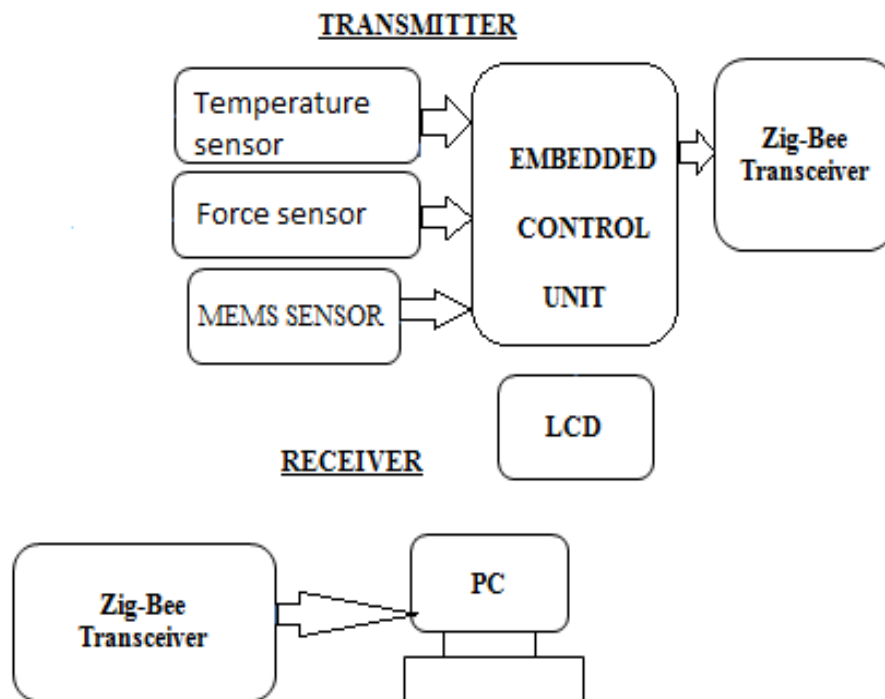 TRANSMITTER
Temperature
sensor
Force sensor
MEMS SENSOR
EMBEDDED
CONTROL
UNIT
Zig-Bee
Transceiver
LCD
RECEIVER
Zig-Bee
Transceiver
PC